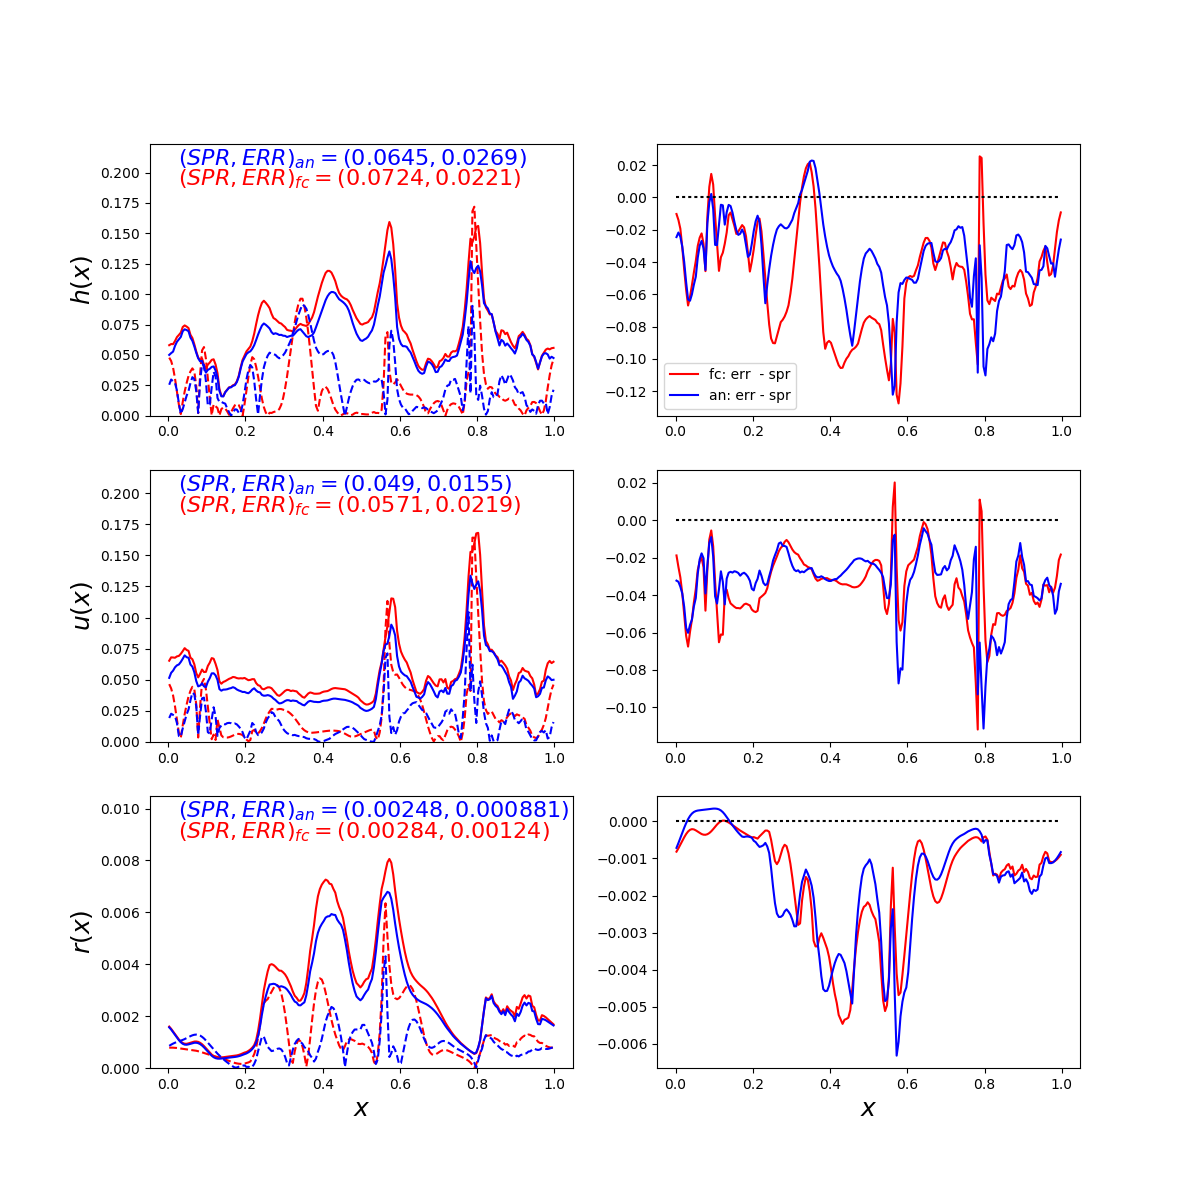 (SPR, ERR)an = (0.0645, 0.0269)
(SPR, ERR)fc = (0.0724, 0.0221)
h(x)
0.200
0.175
0.150
0.125
0.100
0.075
0.050
0.025
0.000
0.0 0.2 0.4 0.6 0.8 1.0
0.02
0.00
−0.02
−0.04
−0.06
−0.08
−0.10
−0.12
fc: err - spr
an: err - spr
0.0 0.2 0.4 0.6 0.8 1.0
(SPR, ERR)an = (0.049, 0.0155)
(SPR, ERR)fc = (0.0571, 0.0219)
u(x)
0.200
0.175
0.150
0.125
0.100
0.075
0.050
0.025
0.000
0.0 0.2 0.4 0.6 0.8 1.0
0.02
0.00
−0.02
−0.04
−0.06
−0.08
−0.10
0.0 0.2 0.4 0.6 0.8 1.0
(SPR, ERR)an = (0.00248, 0.000881)
(SPR, ERR)fc = (0.00284, 0.00124)
r(x)
0.010
0.008
0.006
0.004
0.002
0.000
0.0 0.2 0.4 0.6 0.8 1.0
x
0.000
−0.001
−0.002
−0.003
−0.004
−0.005
−0.006
0.0 0.2 0.4 0.6 0.8 1.0
x